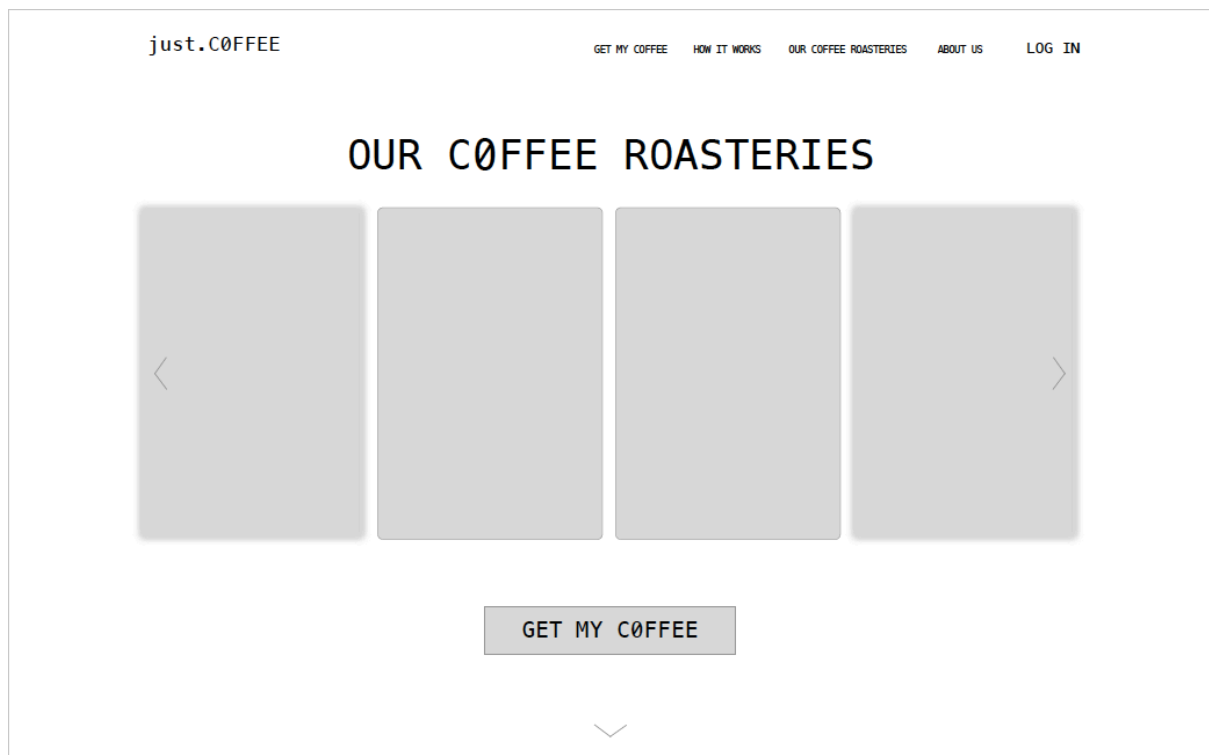 just.C0FFEE
GET MY COFFEE HOW IT WORKS OUR COFFEE ROASTERIES ABOUT US LOG IN
OUR C0FFEE ROASTERIES
GET MY C0FFEE